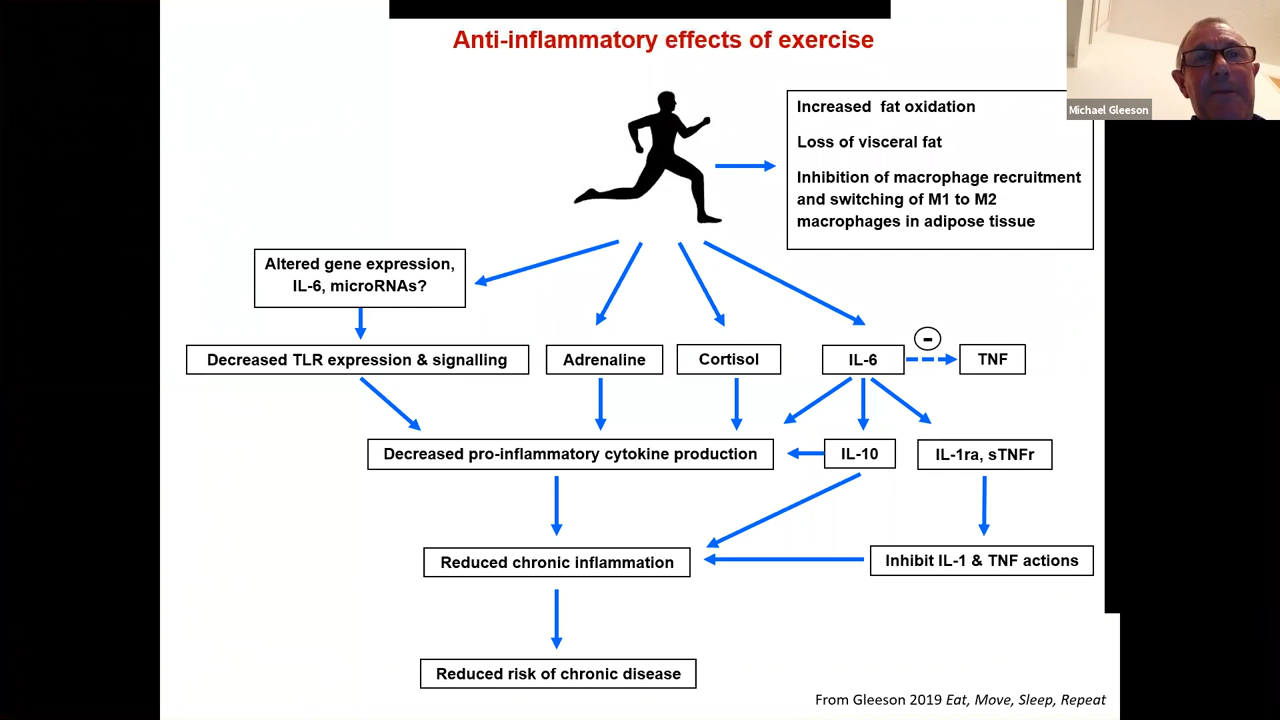 Anti-inflammatory effects of exercise
Michael Gleeson
Increased fat oxidation
Loss of visceral fat
Inhibition of macrophage recruitment
and switching of M1 to M2
macrophages in adipose tissue
Altered gene expression,
IL-6, microRNAs?
Decreased TLR expression & signalling
Adrenaline
Cortisol
IL-6
-
TNF
Decreased pro-inflammatory cytokine production
IL-10
IL-1ra, sTNFr
Reduced chronic inflammation
Inhibit IL-1 & TNF actions
Reduced risk of chronic disease
From Gleeson 2019 Eat, Move, Sleep, Repeat